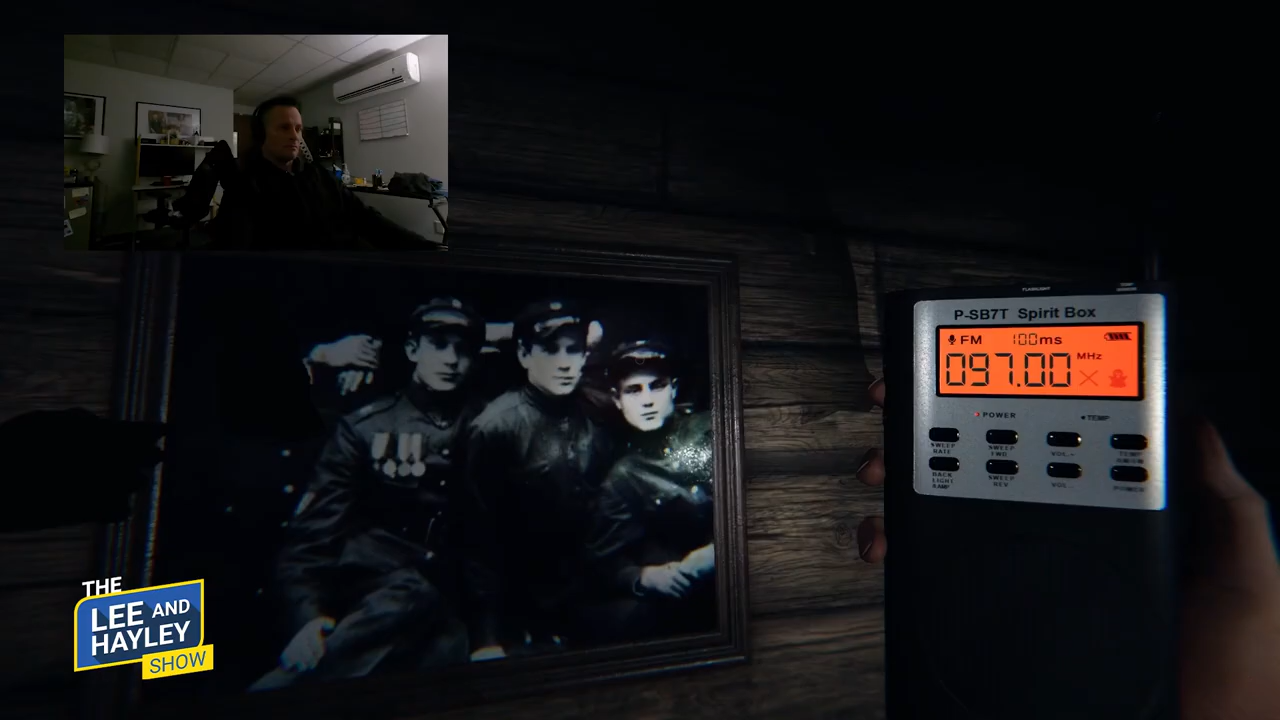 FLASHLIGHT
P-SB7T Spirit Box
FM 100ms
097.00 MHz
POWER
TEMP
SWEEP RATE
SWEEP FWD
VOL.+
BACK LIGHT
SWEEP REV
VOL.-
POWER
THE
LEE AND
HAYLEY
SHOW